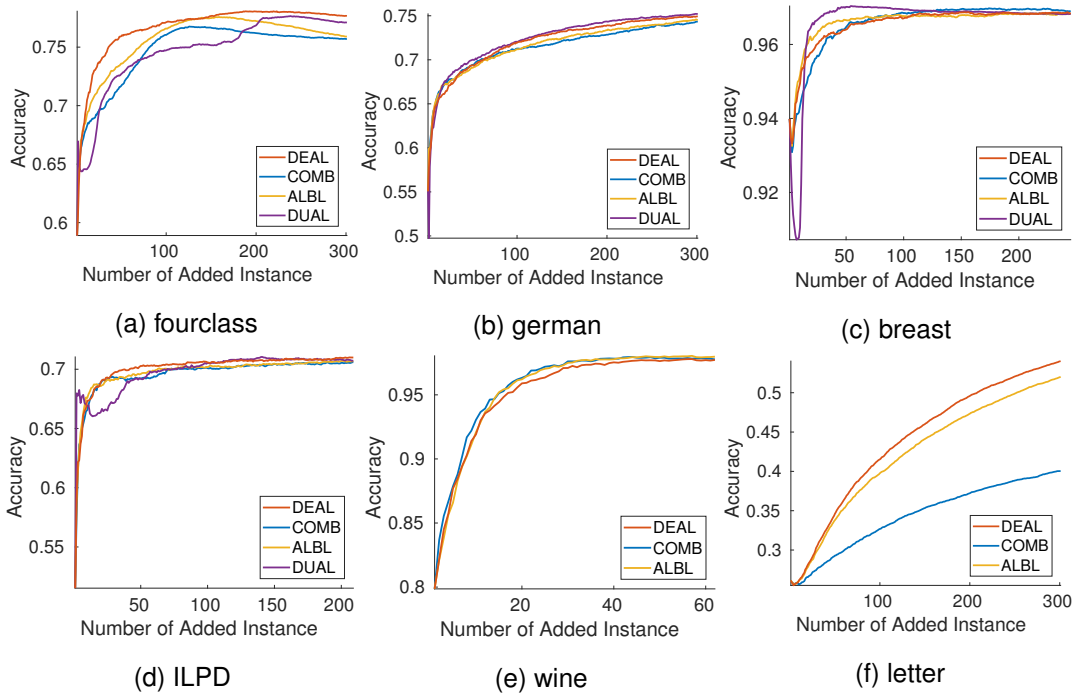 0.75
0.7
0.65
0.6
Accuracy
DEAL
COMB
ALBL
DUAL
100
200
300
Number of Added Instance
(a) fourclass
0.75
0.7
0.65
0.6
0.55
0.5
Accuracy
DEAL
COMB
ALBL
DUAL
100
200
300
Number of Added Instance
(b) german
0.96
0.94
0.92
Accuracy
DEAL
COMB
ALBL
DUAL
50
100
150
200
Number of Added Instance
(c) breast
0.7
0.65
0.6
0.55
Accuracy
DEAL
COMB
ALBL
DUAL
50
100
150
200
Number of Added Instance
(d) ILPD
0.95
0.9
0.85
0.8
Accuracy
DEAL
COMB
ALBL
20
40
60
Number of Added Instance
(e) wine
0.5
0.45
0.4
0.35
0.3
Accuracy
DEAL
COMB
ALBL
100
200
300
Number of Added Instance
(f) letter